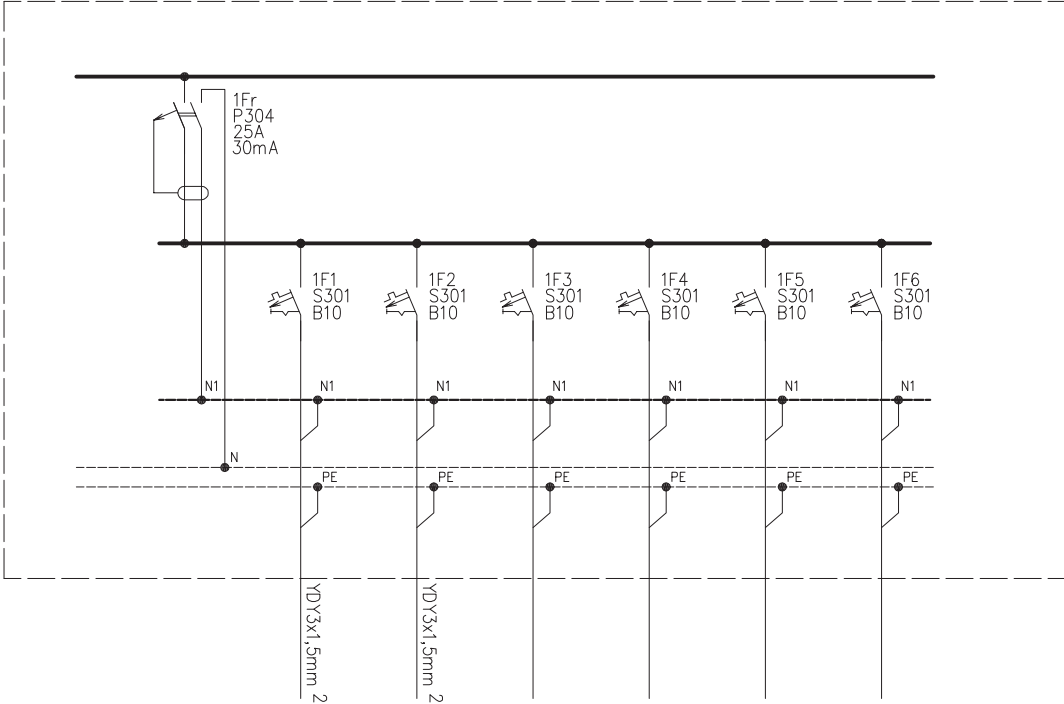 1Fr
P304
25A
30mA
1F1
S301
B10
1F2
S301
B10
1F3
S301
B10
1F4
S301
B10
1F5
S301
B10
1F6
S301
B10
N1
N1
N1
N1
N1
N1
N1
N
PE
PE
PE
PE
PE
PE
YDY3x1,5mm 2
YDY3x1,5mm 2